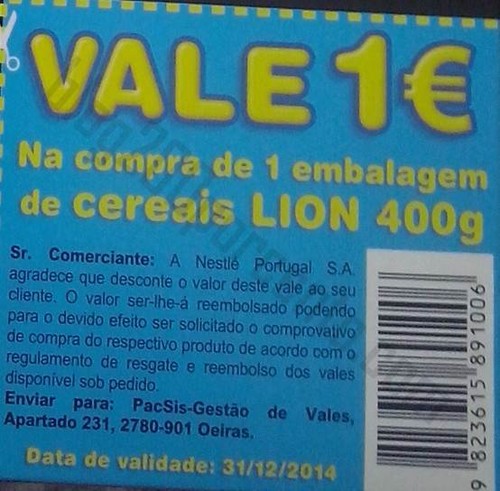 VALE 1€
Na compra de 1 embalagem
de cereais LION 400g
Sr. Comerciante: A Nestlé Portugal S.A.
agradece que desconte o valor deste vale ao seu
cliente. O valor ser-lhe-á reembolsado podendo
para o devido efeito ser solicitado o comprovativo
de compra do respectivo produto de acordo com o
regulamento de resgate e reembolso dos vales
disponível sob pedido.
Enviar para: PacSis-Gestão de Vales,
Apartado 231, 2780-901 Oeiras.
Data de validade: 31/12/2014
9 823615 891006